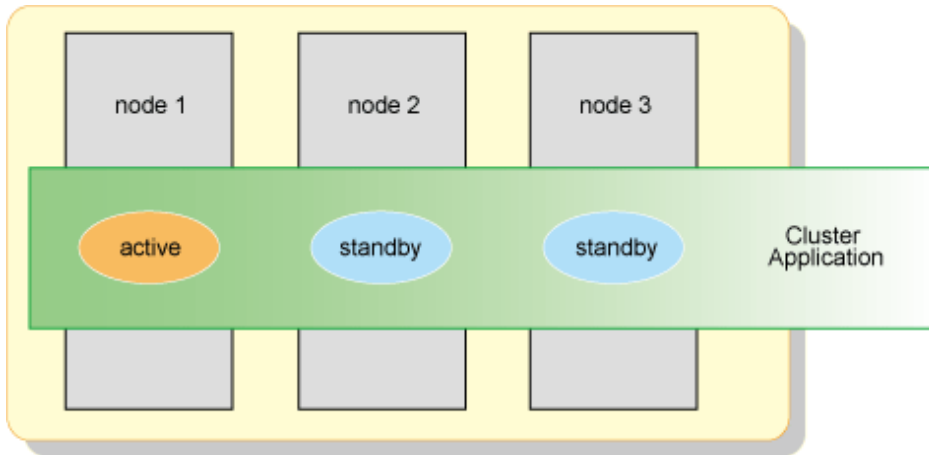 node 1
node 2
node 3
active
standby
standby
Cluster
Application